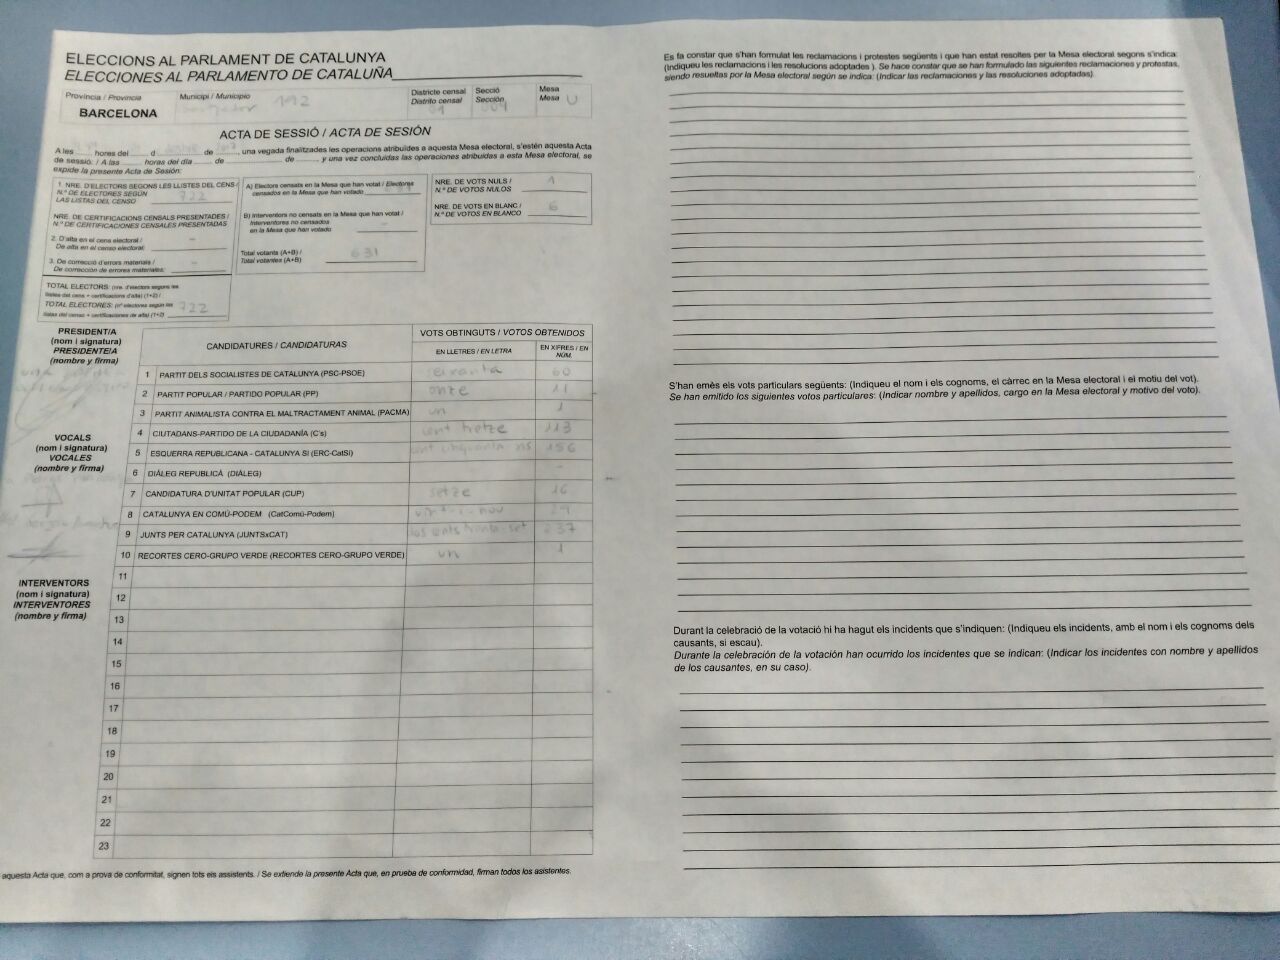 ELECCIONS AL PARLAMENT DE CATALUNYA
ELECCIONES AL PARLAMENTO DE CATALUÑA
Província / Provincia
BARCELONA
Municipi / Municipio
192
Districte censal
Distrito censal
01
Secció
Sección
004
Mesa
Mesa U
ACTA DE SESSIÓ / ACTA DE SESIÓN
A les hores del d de , una vegada finalitzades les operacions atribuïdes a aquesta Mesa electoral, s'estén aquesta Acta
de sessió. / A las horas del día de de y una vez concluidas las operaciones atribuidas a esta Mesa electoral, se
expide la presente Acta de Sesión:
1. NRE. D'ELECTORS SEGONS LES LLISTES DEL CENS /
N.º DE ELECTORES SEGÚN
LAS LISTAS DEL CENSO 722
NRE. DE CERTIFICACIONS CENSALS PRESENTADES /
N.º DE CERTIFICACIONES CENSALES PRESENTADAS
2. D'alta en el cens electoral /
De alta en el censo electoral: -
3. De correcció d'errors materials /
De corrección de errores materiales: -
TOTAL ELECTORS: (nre. d'electors segons les
llistes del cens + certificacions d'alta) (1+2) /
TOTAL ELECTORES: (nº electores según las
listas del censo + certificaciones de alta) (1+2) 722
A) Electors censats en la Mesa que han votat / Electores
censados en la Mesa que han votado
B) Interventors no censats en la Mesa que han votat /
Interventores no censados
en la Mesa que han votado -
Total votants (A+B) /
Total votantes (A+B) 631
NRE. DE VOTS NULS /
N.º DE VOTOS NULOS 1
NRE. DE VOTS EN BLANC /
N.º DE VOTOS EN BLANCO 6
PRESIDENT/A
(nom i signatura)
PRESIDENTE/A
(nombre y firma)
VOCALS
(nom i signatura)
VOCALES
(nombre y firma)
INTERVENTORS
(nom i signatura)
INTERVENTORES
(nombre y firma)
CANDIDATURES / CANDIDATURAS
VOTS OBTINGUTS / VOTOS OBTENIDOS
EN LLETRES / EN LETRA
EN XIFRES / EN NÚM.
1 PARTIT DELS SOCIALISTES DE CATALUNYA (PSC-PSOE) seixanta 60
2 PARTIT POPULAR / PARTIDO POPULAR (PP) onze 11
3 PARTIT ANIMALISTA CONTRA EL MALTRACTAMENT ANIMAL (PACMA) un 1
4 CIUTADANS-PARTIDO DE LA CIUDADANÍA (C's) cent tretze 113
5 ESQUERRA REPUBLICANA - CATALUNYA SÍ (ERC-CatSí) cent cinquanta sis 156
6 DIÀLEG REPUBLICÀ (DIÀLEG) -
7 CANDIDATURA D'UNITAT POPULAR (CUP) setze 16
8 CATALUNYA EN COMÚ-PODEM (CatComú-Podem) vint-i-nou 29
9 JUNTS PER CATALUNYA (JUNTSxCAT) dos cents trenta-set 237
10 RECORTES CERO-GRUPO VERDE (RECORTES CERO-GRUPO VERDE) un 1
11
12
13
14
15
16
17
18
19
20
21
22
23
aquesta Acta que, com a prova de conformitat, signen tots els assistents. / Se extiende la presente Acta que, en prueba de conformidad, firman todos los asistentes.
Es fa constar que s'han formulat les reclamacions i protestes següents i que han estat resoltes per la Mesa electoral segons s'indica:
(Indiqueu les reclamacions i les resolucions adoptades ). Se hace constar que se han formulado las siguientes reclamaciones y protestas,
siendo resueltas por la Mesa electoral según se indica: (Indicar las reclamaciones y las resoluciones adoptadas).
S'han emès els vots particulars següents: (Indiqueu el nom i els cognoms, el càrrec en la Mesa electoral i el motiu del vot).
Se han emitido los siguientes votos particulares: (Indicar nombre y apellidos, cargo en la Mesa electoral y motivo del voto).
Durant la celebració de la votació hi ha hagut els incidents que s'indiquen: (Indiqueu els incidents, amb el nom i els cognoms dels
causants, si escau).
Durante la celebración de la votación han ocurrido los incidentes que se indican: (Indicar los incidentes con nombre y apellidos
de los causantes, en su caso).